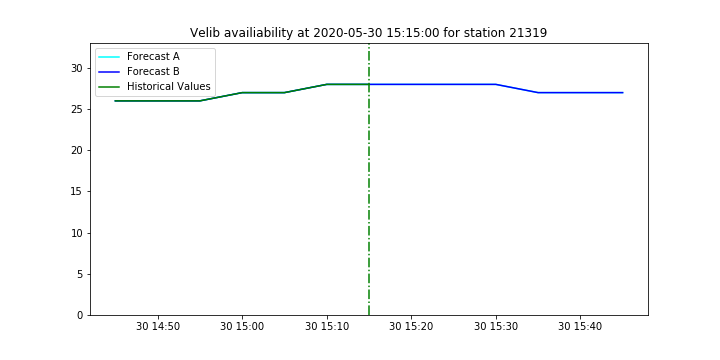 Velib availiability at 2020-05-30 15:15:00 for station 21319
Forecast A
Forecast B
Historical Values
30
25
20
15
10
5
0
30 14:50 30 15:00 30 15:10 30 15:20 30 15:30 30 15:40